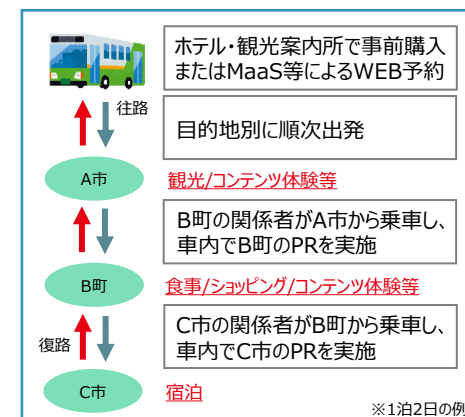 ホテル・観光案内所で事前購入
またはMaaS等によるWEB予約
往路
目的地別に順次出発
A市
観光/コンテンツ体験等
B町の関係者がA市から乗車し、
車内でB町のPRを実施
B町
食事/ショッピング/コンテンツ体験等
C市の関係者がB町から乗車し、
車内でC市のPRを実施
復路
C市
宿泊
※1泊2日の例